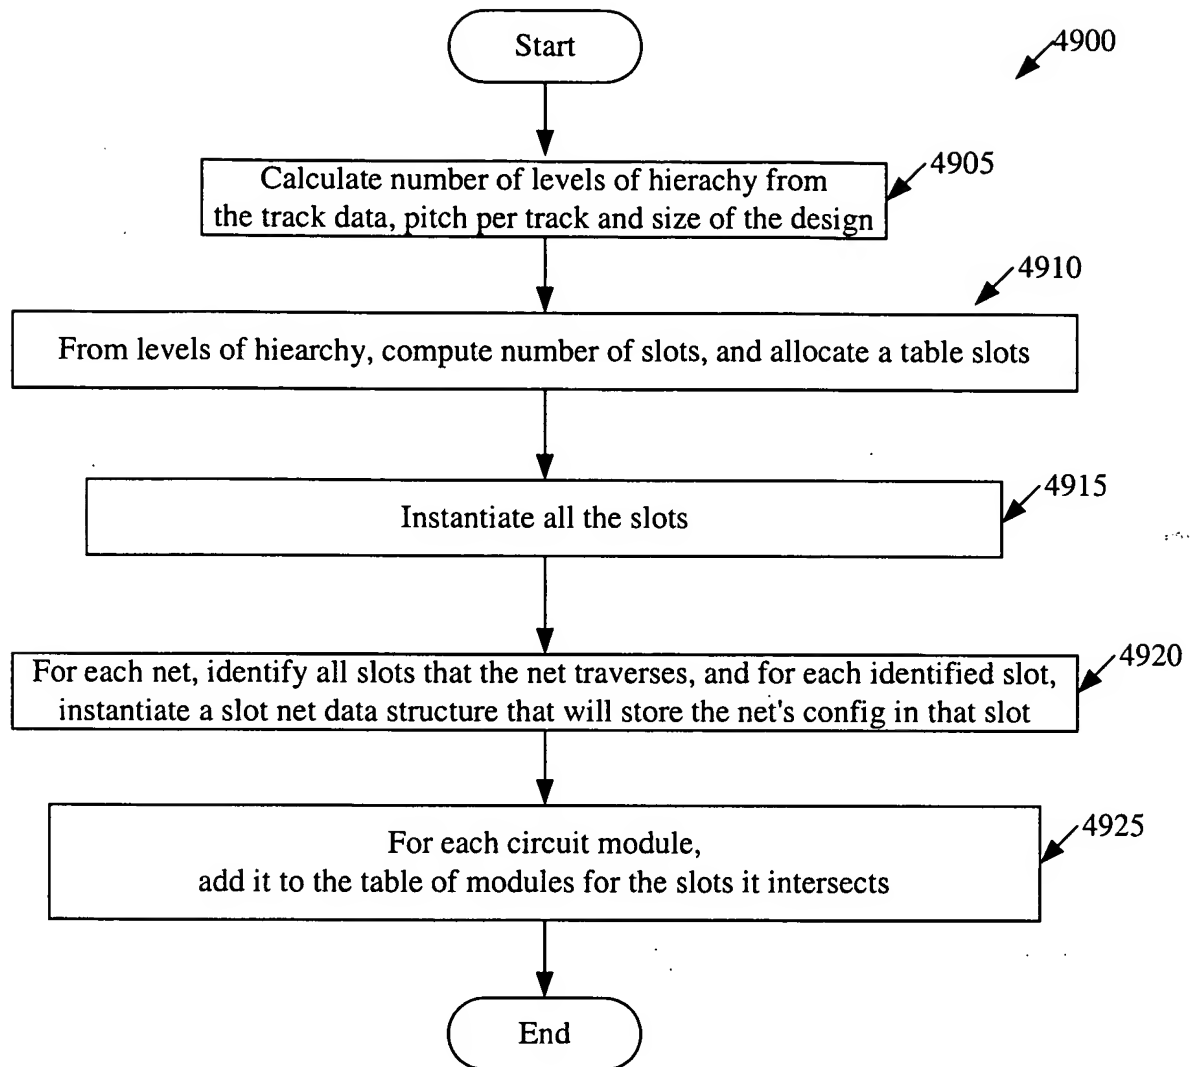 Start
4900
4905
Calculate number of levels of hierachy from
the track data, pitch per track and size of the design
4910
From levels of hiearchy, compute number of slots, and allocate a table slots
4915
Instantiate all the slots
4920
For each net, identify all slots that the net traverses, and for each identified slot,
instantiate a slot net data structure that will store the net's config in that slot
4925
For each circuit module,
add it to the table of modules for the slots it intersects
End